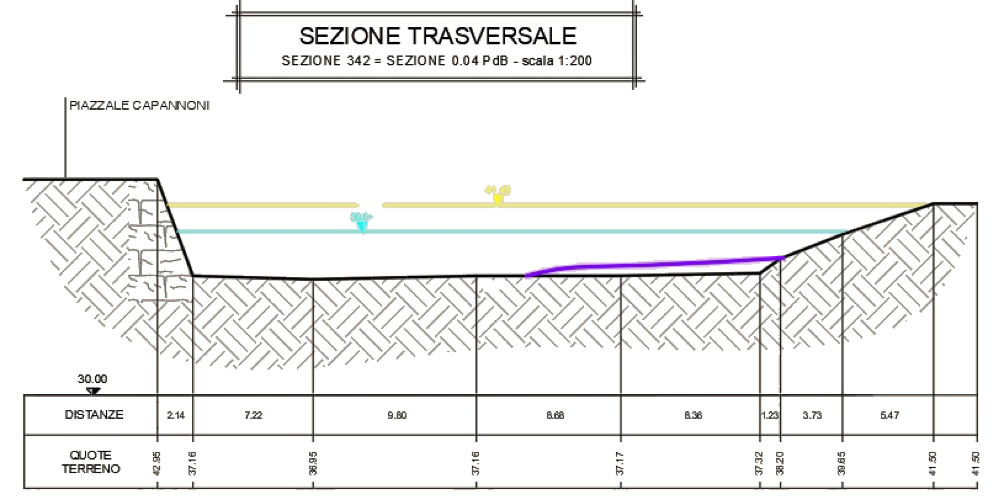 SEZIONE TRASVERSALE
SEZIONE 342 = SEZIONE 0.04 PdB - scala 1:200
PIAZZALE CAPANNONI
30.00
DISTANZE 2.14 7.22 9.80 8.68 8.36 1.23 3.73 5.47
QUOTE
TERRENO
42.95 37.16 36.95 37.16 37.17 37.32 38.20 39.65 41.50 41.50